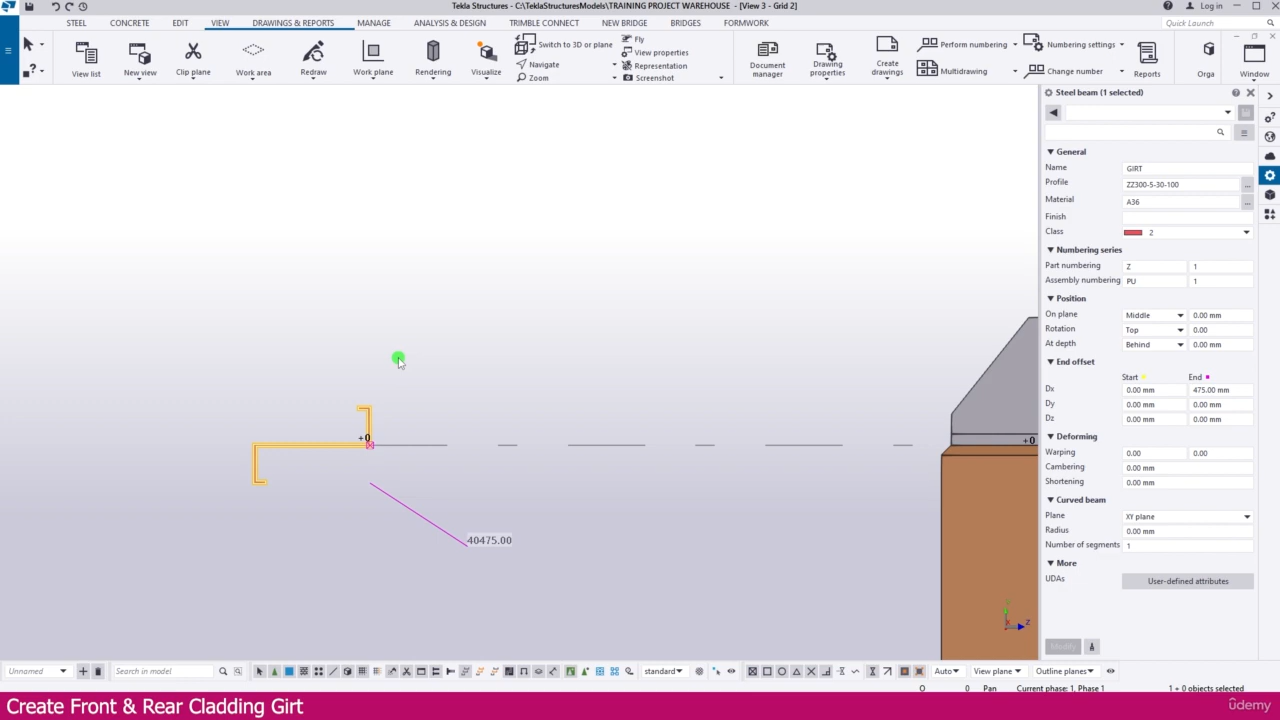 Tekla Structures - C:\TeklaStructuresModels\TRAINING PROJECT WAREHOUSE - [View 3 - Grid 2]
Log in
STEEL CONCRETE EDIT VIEW DRAWINGS & REPORTS MANAGE ANALYSIS & DESIGN TRIMBLE CONNECT NEW BRIDGE BRIDGES FORMWORK
Quick Launch
View list
New view
Clip plane
Work area
Redraw
Work plane
Rendering
Visualize
Switch to 3D or plane
Navigate
Zoom
Fly
View properties
Representation
Screenshot
Document manager
Drawing properties
Create drawings
Perform numbering
Multidrawing
Numbering settings
Change number
Reports
Orga
Window
Steel beam (1 selected)
General
Name GIRT
Profile ZZ300-5-30-100
Material A36
Finish
Class 2
Numbering series
Part numbering Z 1
Assembly numbering PU 1
Position
On plane Middle 0.00 mm
Rotation Top 0.00
At depth Behind 0.00 mm
End offset
Start End
Dx 0.00 mm 475.00 mm
Dy 0.00 mm 0.00 mm
Dz 0.00 mm 0.00 mm
Deforming
Warping 0.00 0.00
Cambering 0.00 mm
Shortening 0.00 mm
Curved beam
Plane XY plane
Radius 0.00 mm
Number of segments 1
More
UDAs User-defined attributes
Modify
+0
+0
40475.00
Z
Unnamed
Search in model
standard
Auto
View plane
Outline planes
O 0 Pan Current phase: 1, Phase 1 1 + 0 objects selected
Create Front & Rear Cladding Girt
ûdemy